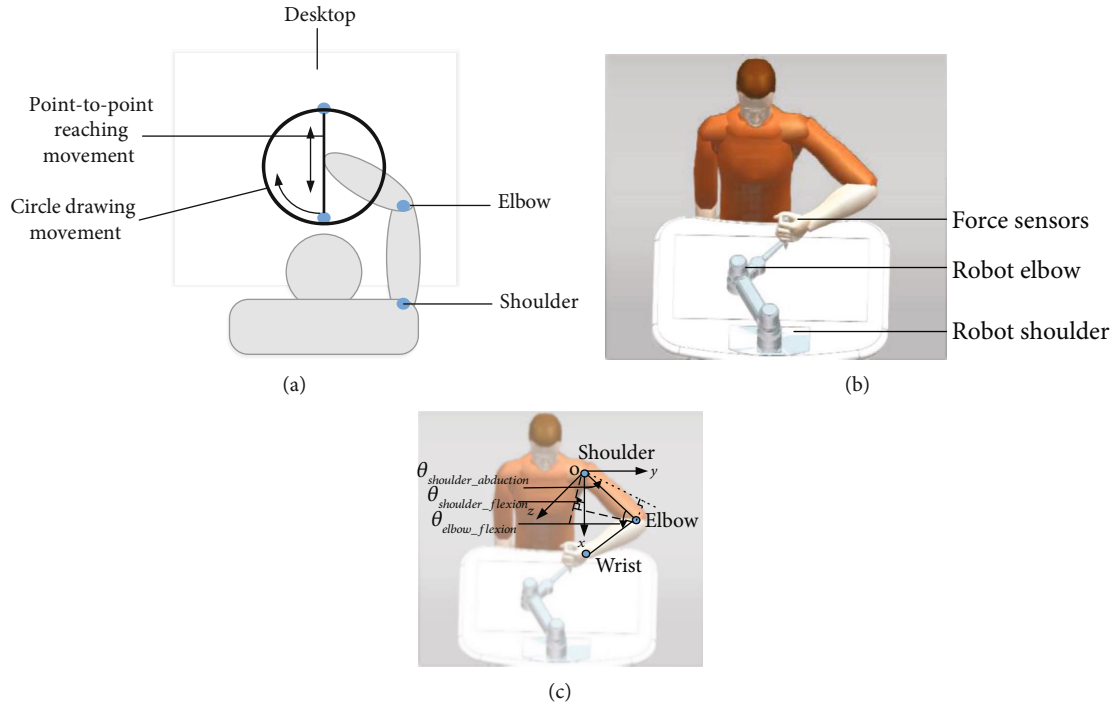 Desktop
Point-to-point
reaching
movement
Circle drawing
movement
Elbow
Shoulder
(a)
Force sensors
Robot elbow
Robot shoulder
(b)
Shoulder
o
y
θshoulder_abduction
θshoulder_flexion
z
θelbow_flexion
Elbow
x
Wrist
(c)